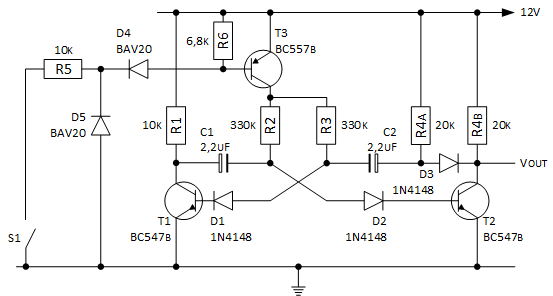 12V
D4
BAV20
6,8K
R6
T3
BC557B
10K
R5
D5
BAV20
10K
R1
C1
2,2UF
330K
R2
R3
330K
C2
2,2UF
R4A
20K
R4B
20K
D3
1N4148
VOUT
S1
T1
BC547B
D1
1N4148
D2
1N4148
T2
BC547B